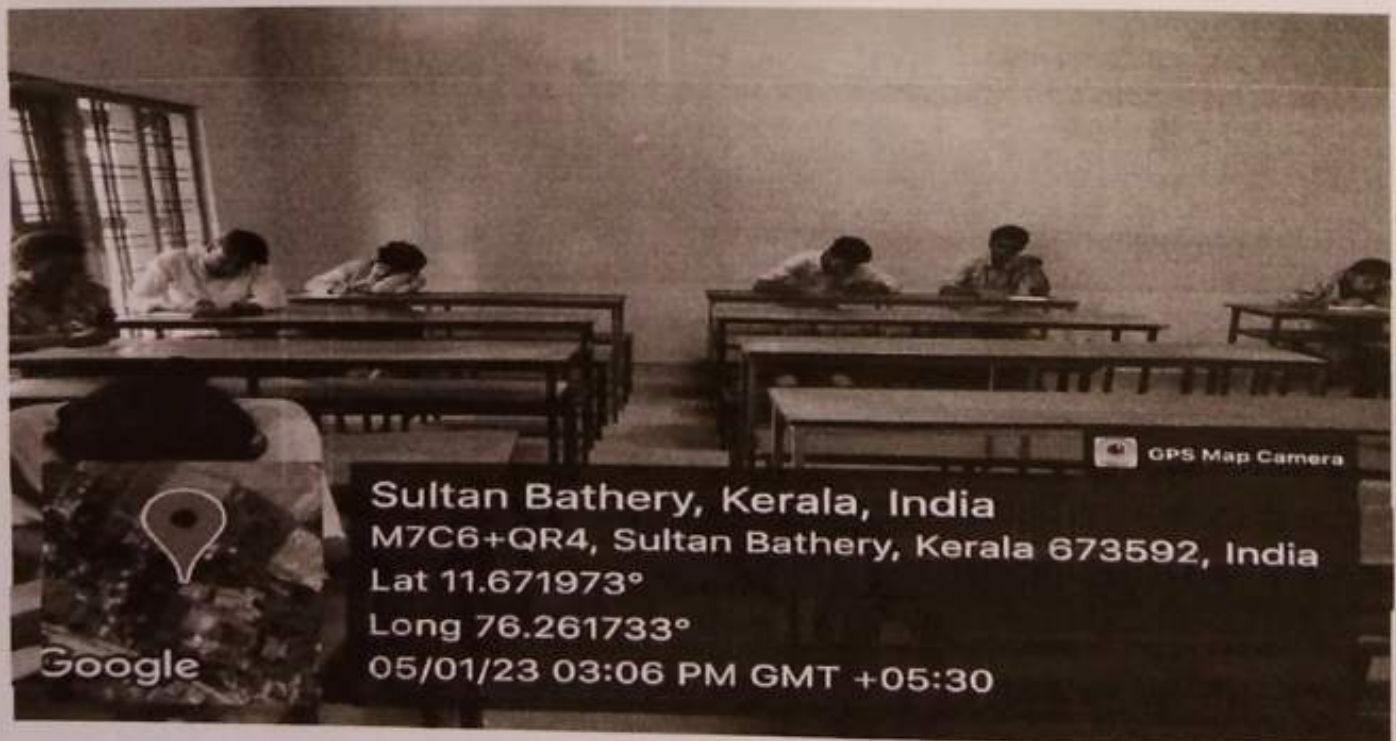 GPS Map Camera
Sultan Bathery, Kerala, India
M7C6+QR4, Sultan Bathery, Kerala 673592, India
Lat 11.671973°
Long 76.261733°
05/01/23 03:06 PM GMT +05:30
Google